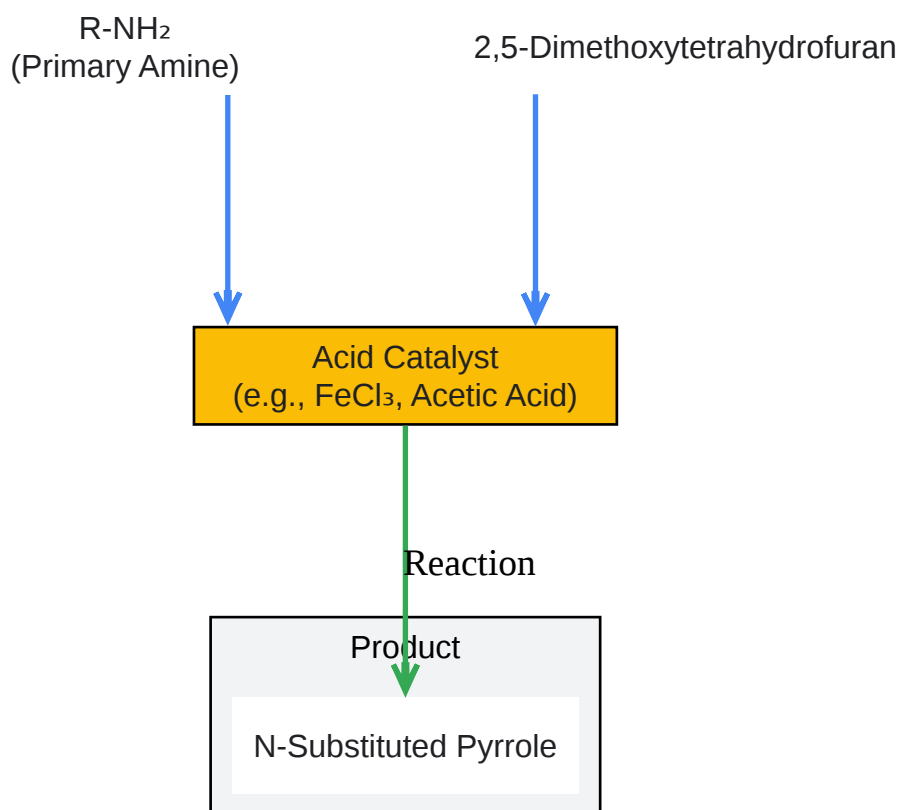 R-NH₂
(Primary Amine)
2,5-Dimethoxytetrahydrofuran
Acid Catalyst
(e.g., FeCl₃, Acetic Acid)
Reaction
Product
N-Substituted Pyrrole